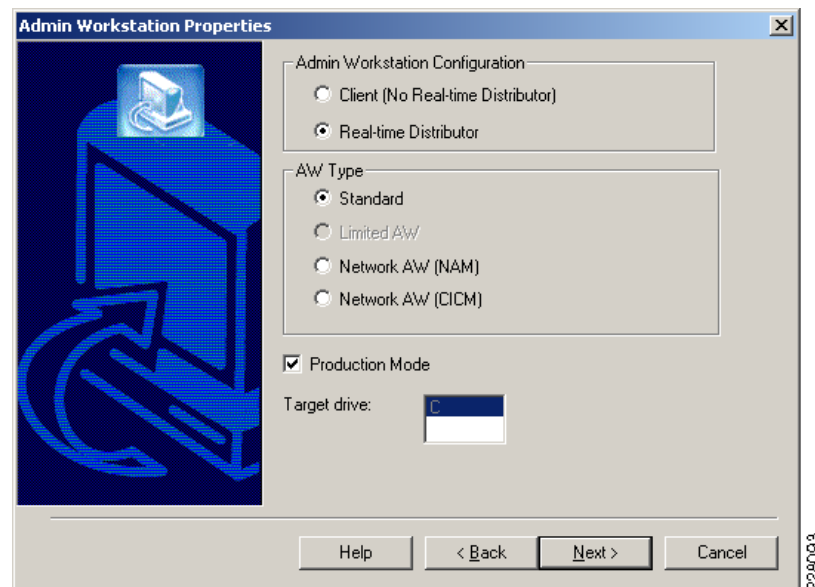 Admin Workstation Properties
Admin Workstation Configuration
Client (No Real-time Distributor)
Real-time Distributor
AW Type
Standard
Limited AW
Network AW (NAM)
Network AW (CICM)
Production Mode
Target drive:
C
Help
< Back
Next >
Cancel
228093